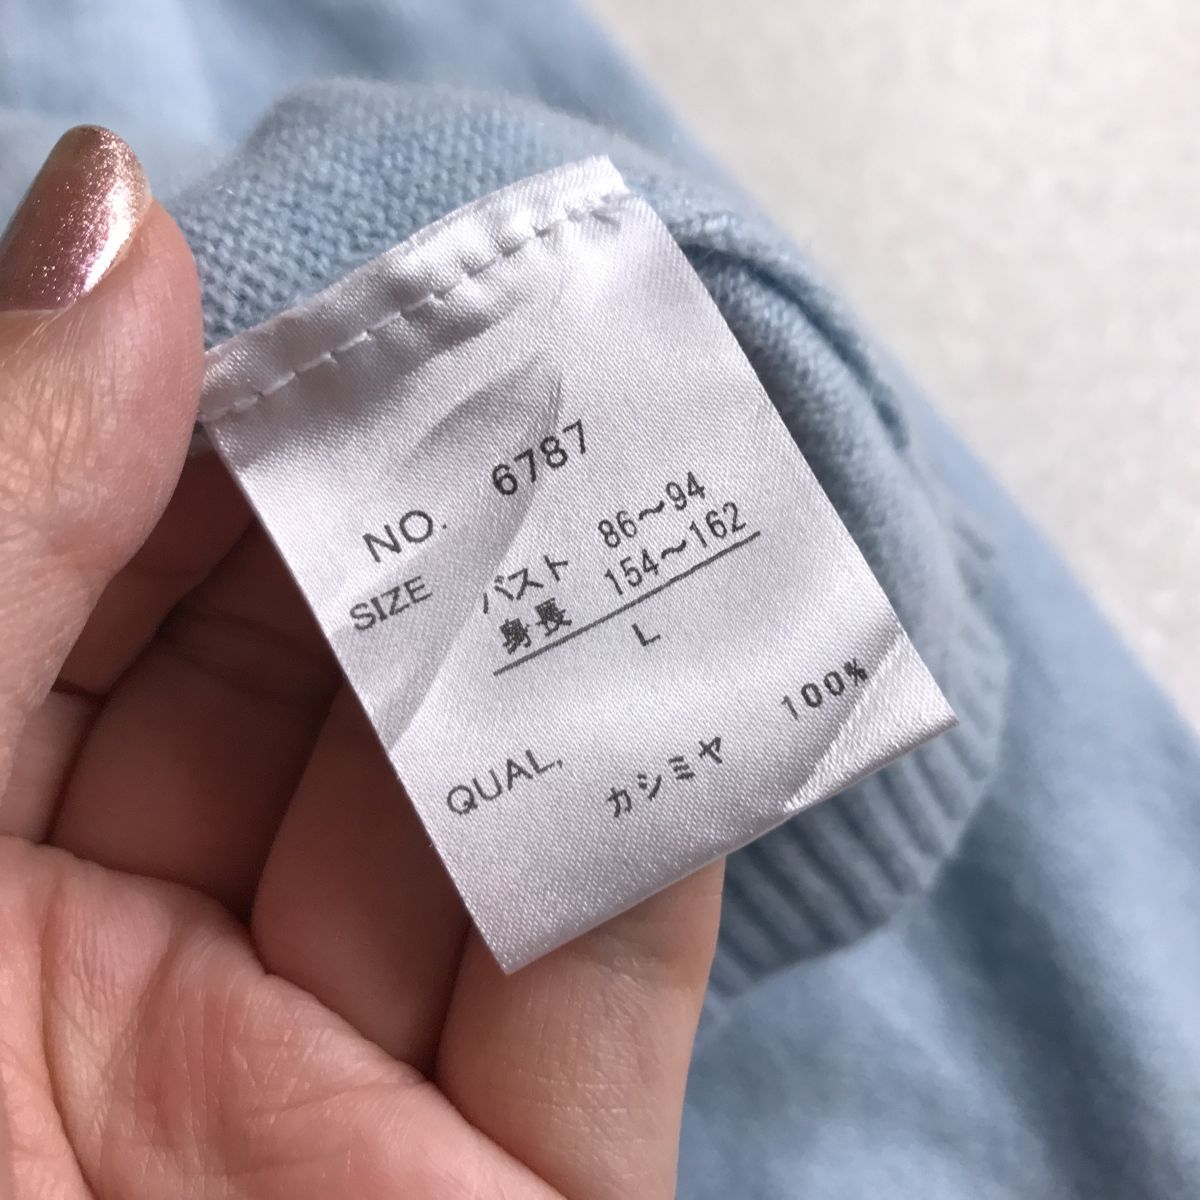 NO. 6787
SIZE バスト 86～94
身長 154～162
L
QUAL.
カシミヤ 100%